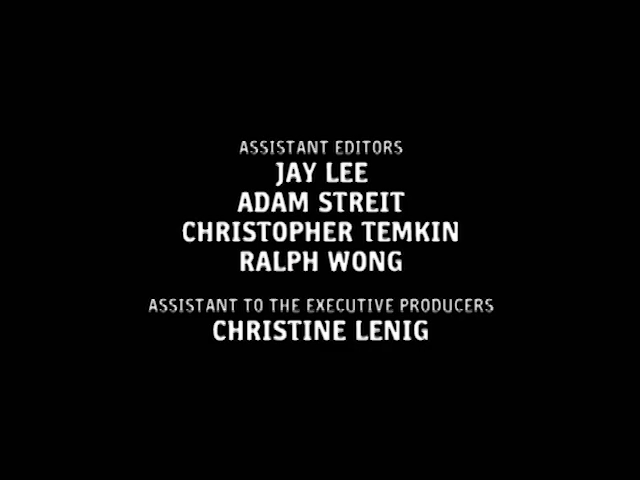 ASSISTANT EDITORS
JAY LEE
ADAM STREIT
CHRISTOPHER TEMKIN
RALPH WONG
ASSISTANT TO THE EXECUTIVE PRODUCERS
CHRISTINE LENIG